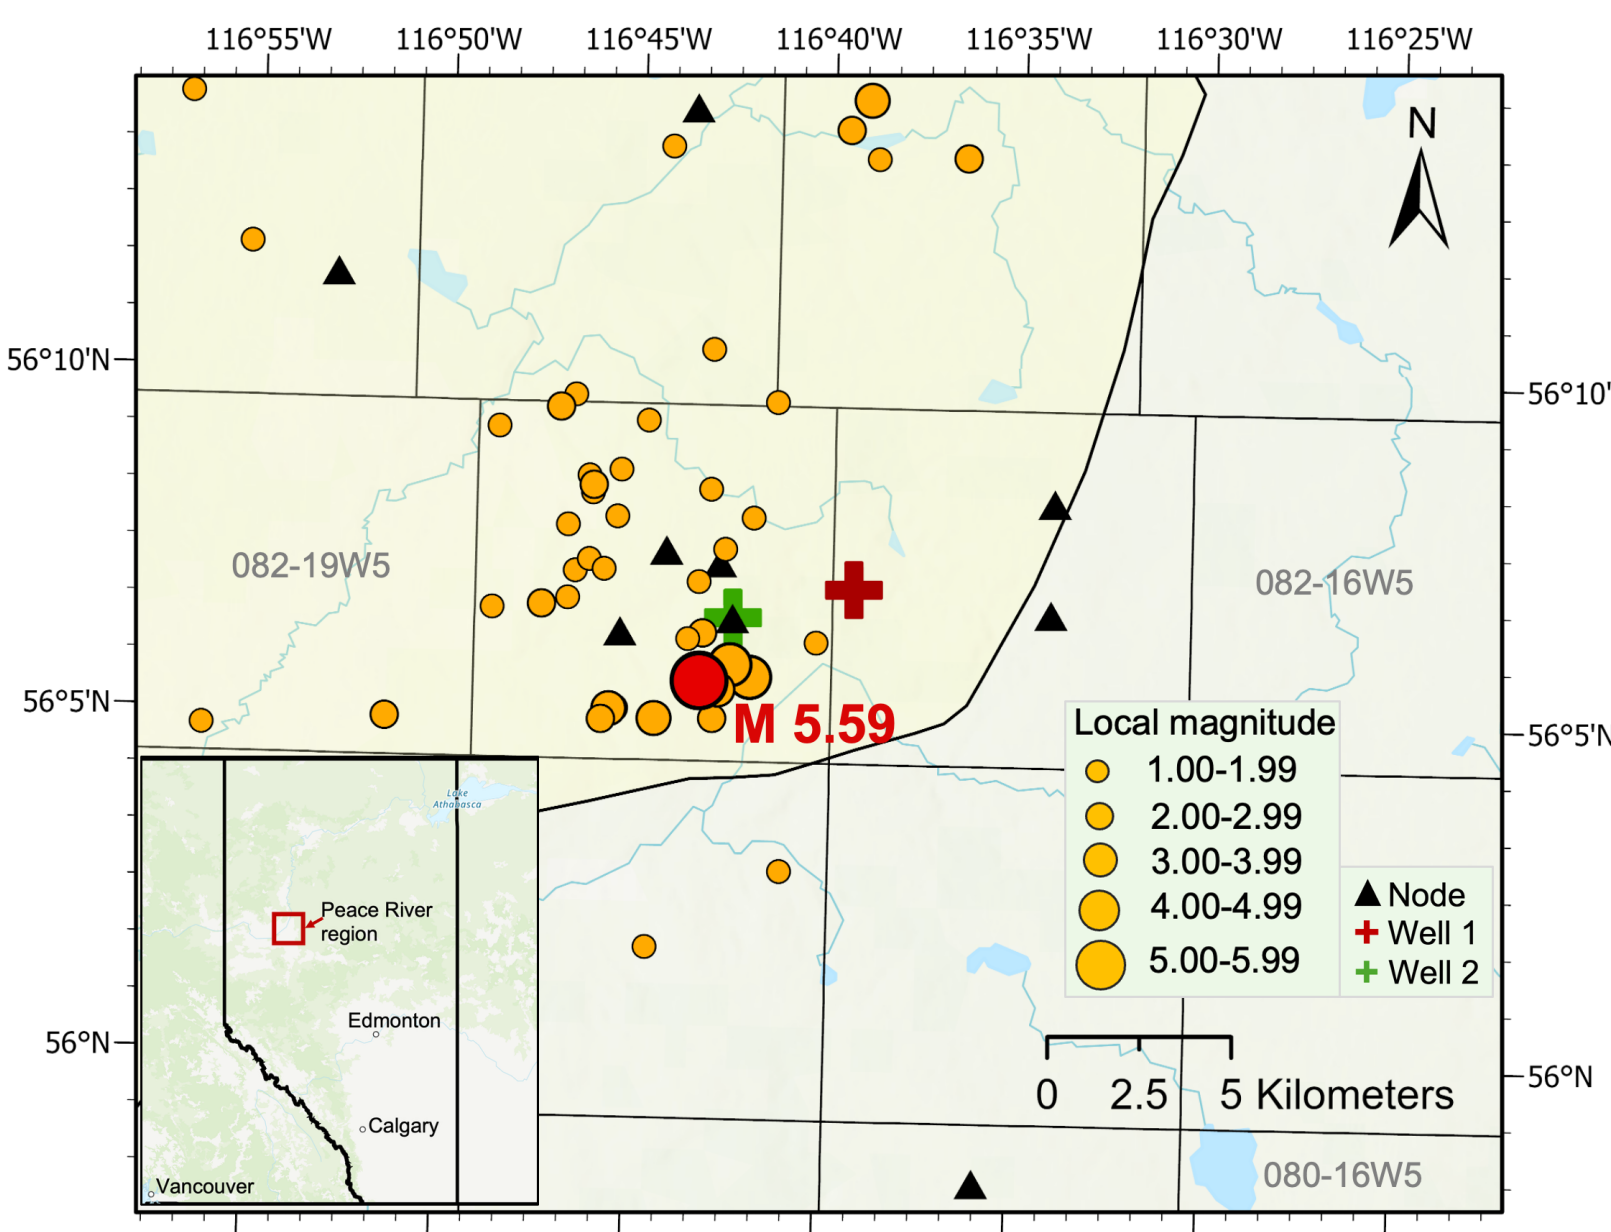 116°55'W 116°50'W 116°45'W 116°40'W 116°35'W 116°30'W 116°25'W
N
56°10'N
56°10'
082-19W5
082-16W5
56°5'N
M 5.59
56°5'N
Local magnitude
1.00-1.99
2.00-2.99
3.00-3.99
4.00-4.99
5.00-5.99
Node
Well 1
Well 2
Lake
Athabasca
Peace River
region
Edmonton
Calgary
Vancouver
56°N
56°N
0 2.5 5 Kilometers
080-16W5